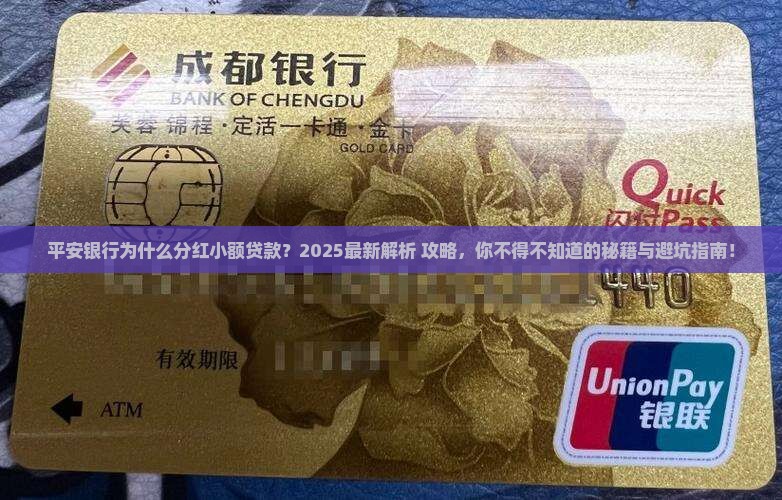 成都银行
BANK OF CHENGDU
芙蓉 锦程·定活一卡通·金卡
GOLD CARD
Quick
闪付Pass
平安银行为什么分红小额贷款？2025最新解析 攻略，你不得不知道的秘籍与避坑指南！
1440
有效期限
ATM
UnionPay
银联